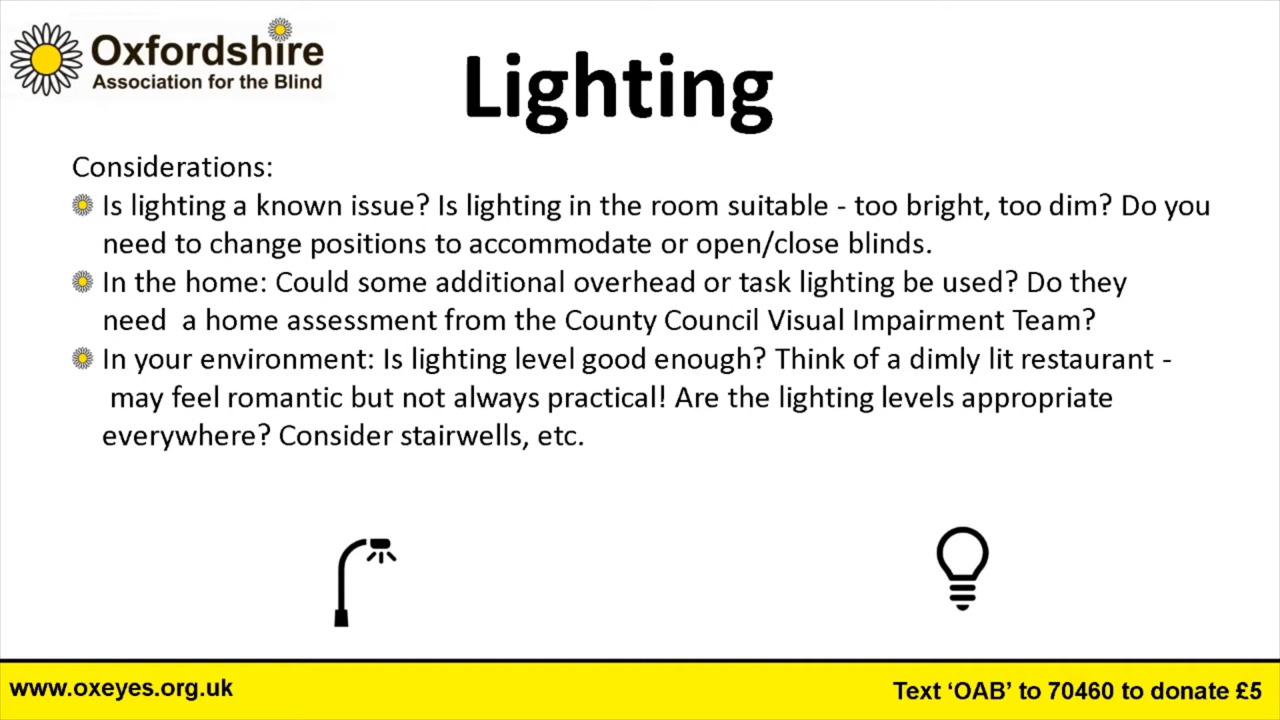 Oxfordshire
Association for the Blind
Lighting
Considerations:
Is lighting a known issue? Is lighting in the room suitable - too bright, too dim? Do you
need to change positions to accommodate or open/close blinds.
In the home: Could some additional overhead or task lighting be used? Do they
need  a home assessment from the County Council Visual Impairment Team?
In your environment: Is lighting level good enough? Think of a dimly lit restaurant -
may feel romantic but not always practical! Are the lighting levels appropriate
everywhere? Consider stairwells, etc.
www.oxeyes.org.uk
Text ‘OAB’ to 70460 to donate £5